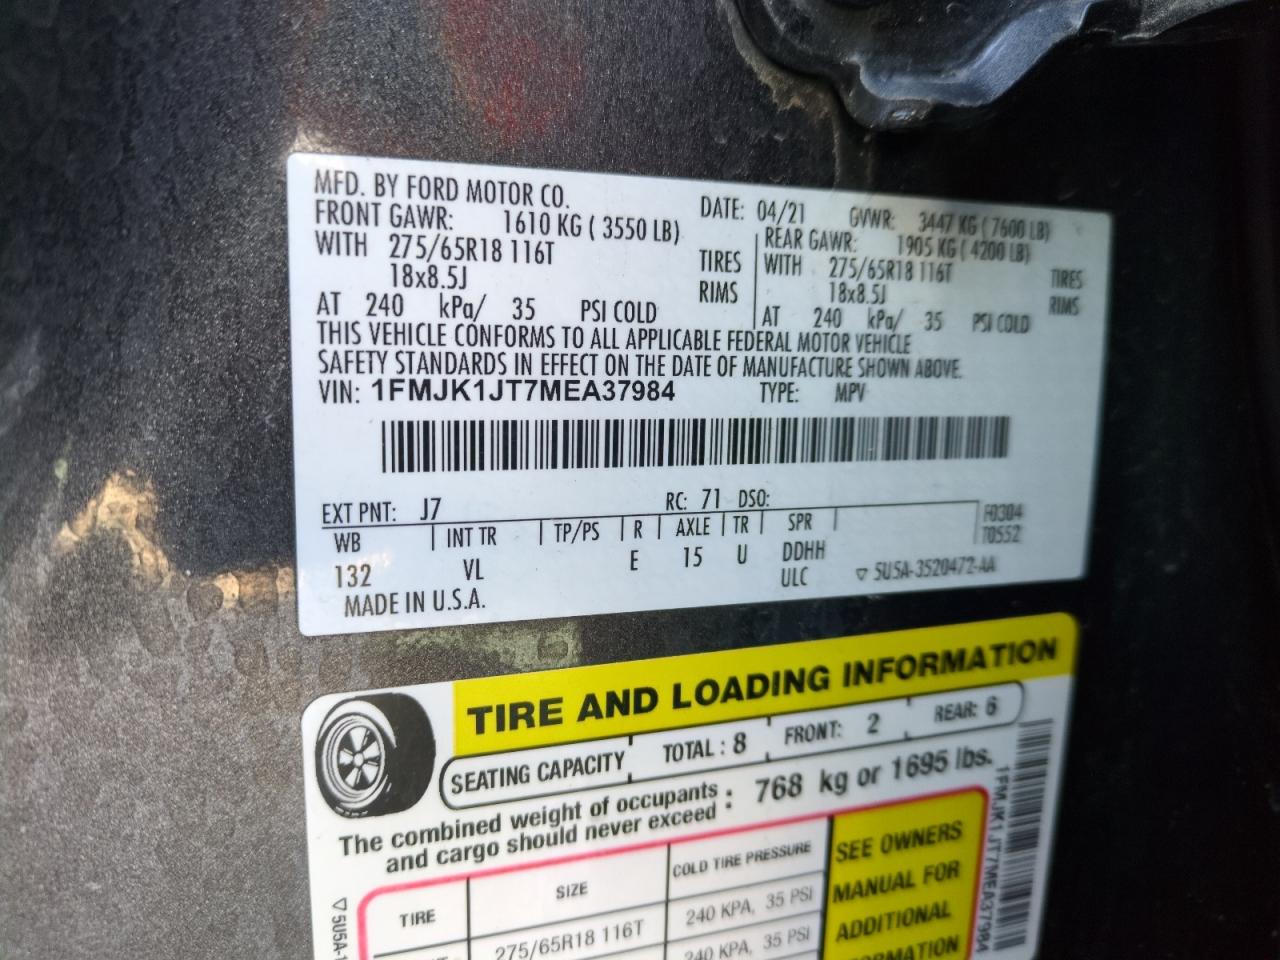 MFD. BY FORD MOTOR CO.
DATE: 04/21 GVWR: 3447 KG ( 7600 LB)
FRONT GAWR: 1610 KG ( 3550 LB)
WITH 275/65R18 116T TIRES
18x8.5J RIMS
AT 240 kPa/ 35 PSI COLD
REAR GAWR: 1905 KG ( 4200 LB)
WITH 275/65R18 116T TIRES
18x8.5J RIMS
AT 240 kPa/ 35 PSI COLD
THIS VEHICLE CONFORMS TO ALL APPLICABLE FEDERAL MOTOR VEHICLE
SAFETY STANDARDS IN EFFECT ON THE DATE OF MANUFACTURE SHOWN ABOVE.
VIN: 1FMJK1JT7MEA37984 TYPE: MPV
EXT PNT: J7 RC: 71 DSO:
WB INT TR TP/PS R AXLE TR SPR F0304
T0552
132 VL E 15 U DDHH
ULC 5U5A-3520472-AA
MADE IN U.S.A.
TIRE AND LOADING INFORMATION
SEATING CAPACITY TOTAL : 8 FRONT: 2 REAR: 6
The combined weight of occupants : 768 kg or 1695 lbs.
and cargo should never exceed
TIRE SIZE COLD TIRE PRESSURE
275/65R18 116T 240 KPA, 35 PSI
240 KPA, 35 PSI
SEE OWNERS
MANUAL FOR
ADDITIONAL
1FMJK1JT7MEA37984
5U5A-1